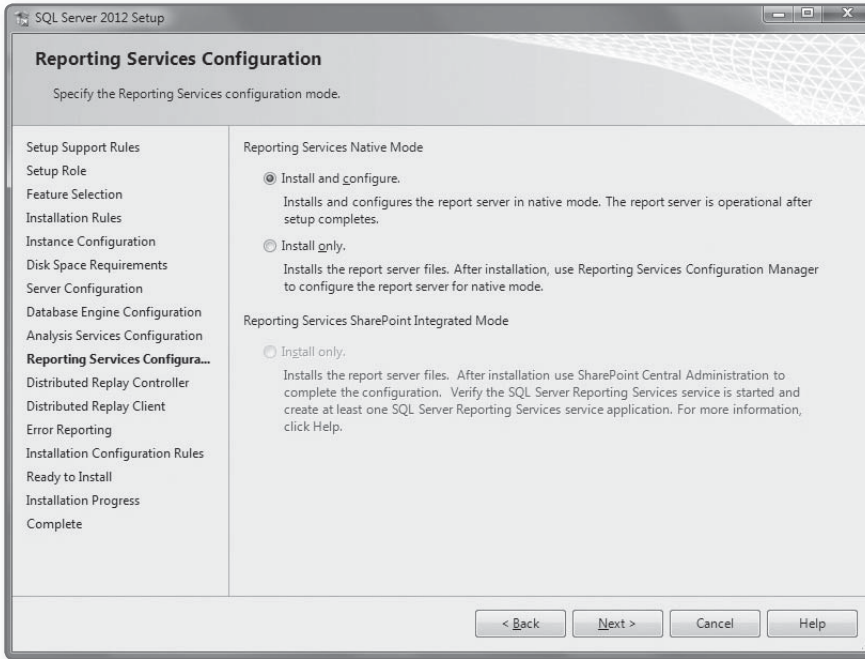 SQL Server 2012 Setup
Reporting Services Configuration
Specify the Reporting Services configuration mode.
Setup Support Rules
Setup Role
Feature Selection
Installation Rules
Instance Configuration
Disk Space Requirements
Server Configuration
Database Engine Configuration
Analysis Services Configuration
Reporting Services Configura...
Distributed Replay Controller
Distributed Replay Client
Error Reporting
Installation Configuration Rules
Ready to Install
Installation Progress
Complete
Reporting Services Native Mode
Install and configure.
Installs and configures the report server in native mode. The report server is operational after
setup completes.
Install only.
Installs the report server files. After installation, use Reporting Services Configuration Manager
to configure the report server for native mode.
Reporting Services SharePoint Integrated Mode
Install only.
Installs the report server files. After installation use SharePoint Central Administration to
complete the configuration. Verify the SQL Server Reporting Services service is started and
create at least one SQL Server Reporting Services service application. For more information,
click Help.
< Back
Next >
Cancel
Help